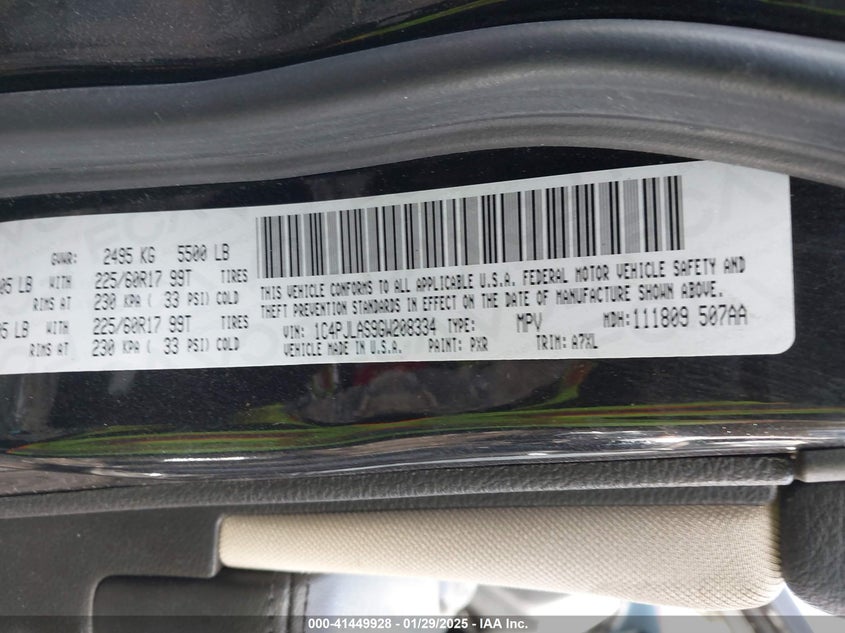 GVWR: 2495 KG 5500 LB
05 LB WITH 225/60R17 99T TIRES
RIMS AT 230 KPA ( 33 PSI) COLD
05 LB WITH 225/60R17 99T TIRES
RIMS AT 230 KPA ( 33 PSI) COLD
THIS VEHICLE CONFORMS TO ALL APPLICABLE U.S.A. FEDERAL MOTOR VEHICLE SAFETY AND
THEFT PREVENTION STANDARDS IN EFFECT ON THE DATE OF MANUFACTURE SHOWN ABOVE.
VIN: 1C4PJLAS9GW208334 TYPE: MPV MDH: 111809 507AA
VEHICLE MADE IN U.S.A. PAINT: PXR TRIM: A7XL
000-41449928 - 01/29/2025 - IAA Inc.